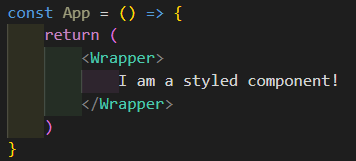 const App = () => {
    return (
        <Wrapper>
            I am a styled component!
        </Wrapper>
    )
}